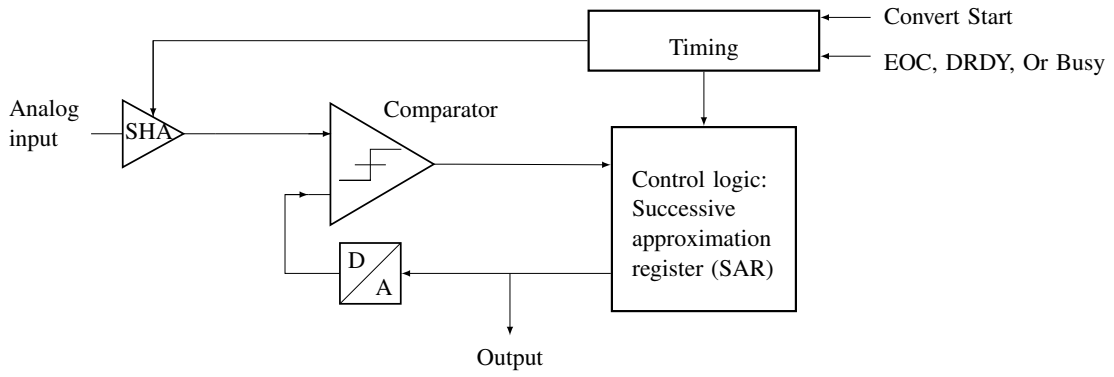 Convert Start
Timing
EOC, DRDY, Or Busy
Analog
input
SHA
Comparator
Control logic:
Successive
approximation
register (SAR)
D
A
Output